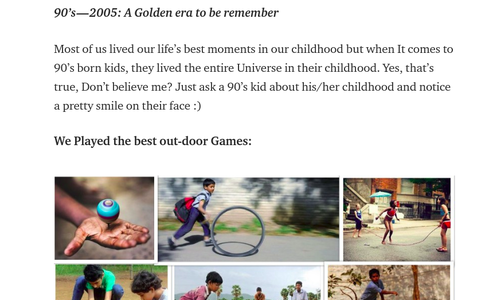 90's—2005: A Golden era to be remember
Most of us lived our life's best moments in our childhood but when It comes to
90's born kids, they lived the entire Universe in their childhood. Yes, that's
true, Don't believe me? Just ask a 90's kid about his/her childhood and notice
a pretty smile on their face :)
We Played the best out-door Games: